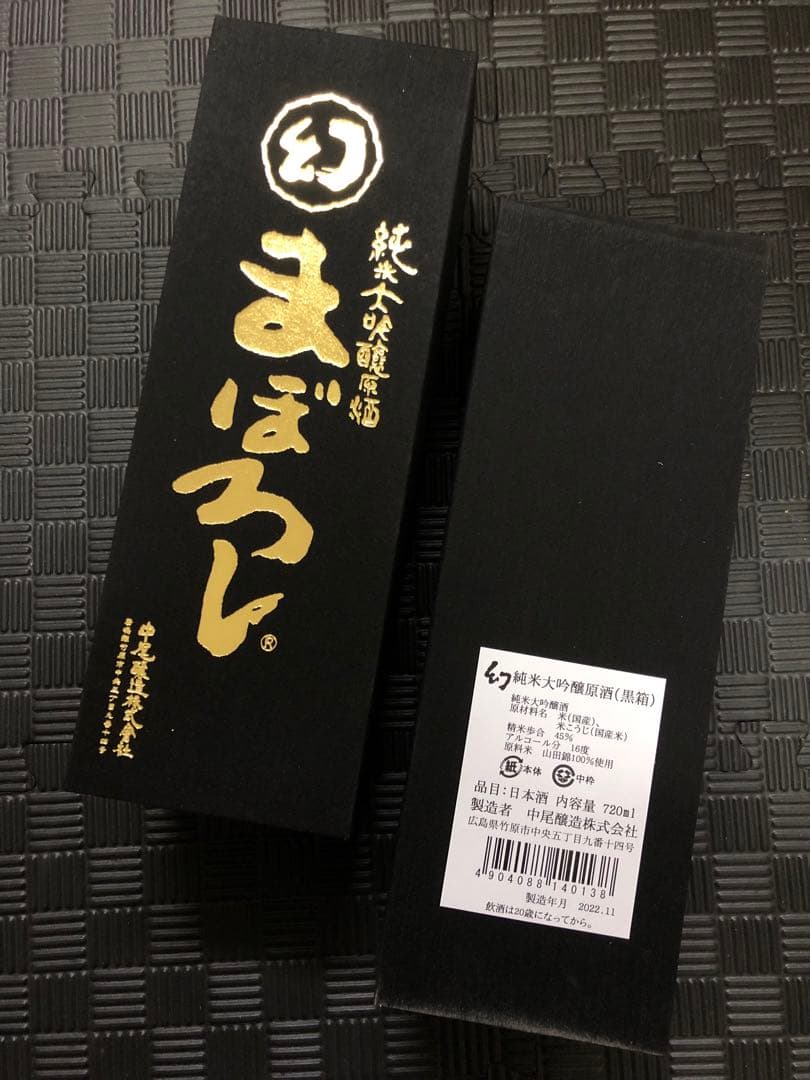 幻
純米大吟醸原酒
まぼろし®
中尾醸造株式会社
幻 純米大吟醸原酒(黒箱)
純米大吟醸酒
原材料名 米(国産)、
米こうじ(国産米)
精米歩合 45%
アルコール分 16度
原料米 山田錦100%使用
紙 本体 段 中枠
品目:日本酒 内容量 720ml
製造者 中尾醸造株式会社
広島県竹原市中央五丁目九番十四号
4904088140138
製造年月 2022.11
飲酒は20歳になってから。